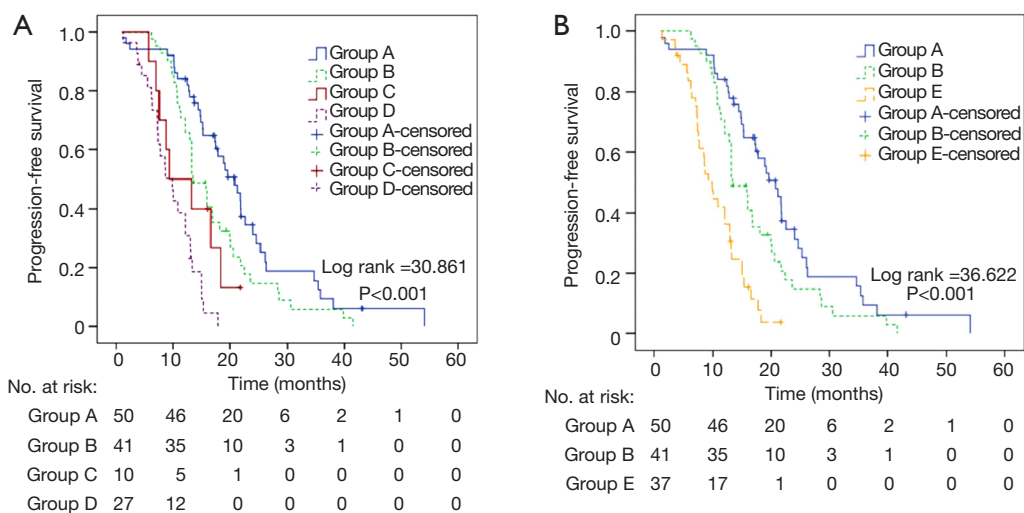 A
Progression-free survival
1.0
0.8
0.6
0.4
0.2
0
Group A
Group B
Group C
Group D
Group A-censored
Group B-censored
Group C-censored
Group D-censored
Log rank =30.861
P<0.001
0 10 20 30 40 50 60
Time (months)
No. at risk:
Group A 50 46 20 6 2 1 0
Group B 41 35 10 3 1 0 0
Group C 10 5 1 0 0 0 0
Group D 27 12 0 0 0 0 0
B
Progression-free survival
1.0
0.8
0.6
0.4
0.2
0
Group A
Group B
Group E
Group A-censored
Group B-censored
Group E-censored
Log rank =36.622
P<0.001
0 10 20 30 40 50 60
Time (months)
No. at risk:
Group A 50 46 20 6 2 1 0
Group B 41 35 10 3 1 0 0
Group E 37 17 1 0 0 0 0